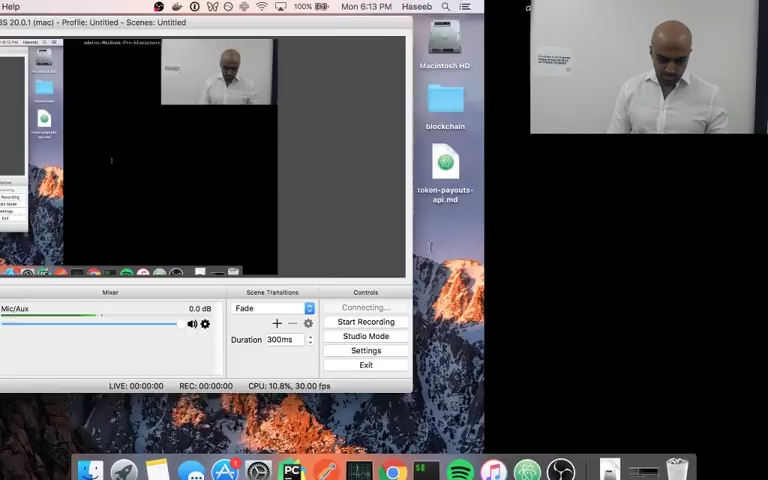 Help
100%
Mon 6:13 PM
Haseeb
BS 20.0.1 (mac) - Profile: Untitled - Scenes: Untitled
Macintosh HD
blockchain
token-payouts-
api.md
Mixer
Scene Transitions
Controls
Mic/Aux
0.0 dB
Fade
Connecting...
Start Recording
Studio Mode
Duration
300ms
Settings
Exit
LIVE: 00:00:00
REC: 00:00:00
CPU: 10.8%, 30.00 fps
PC
$